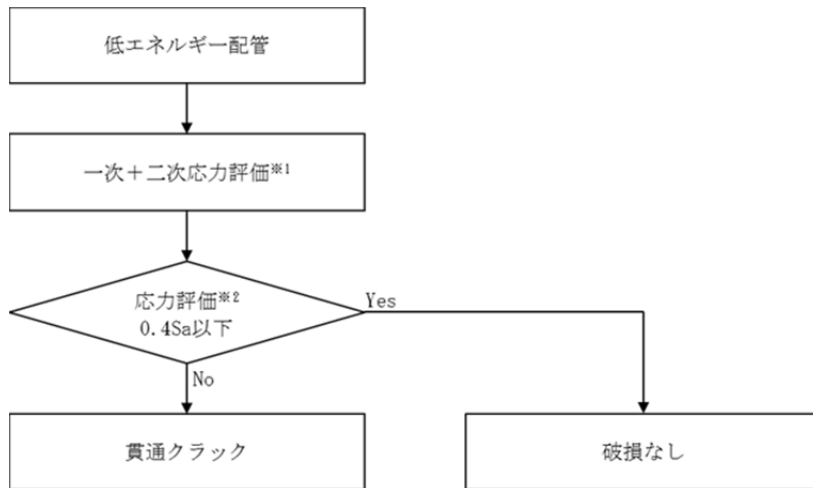 低エネルギー配管
一次＋二次応力評価※1
応力評価※2
0.4Sa以下
Yes
No
貫通クラック
破損なし